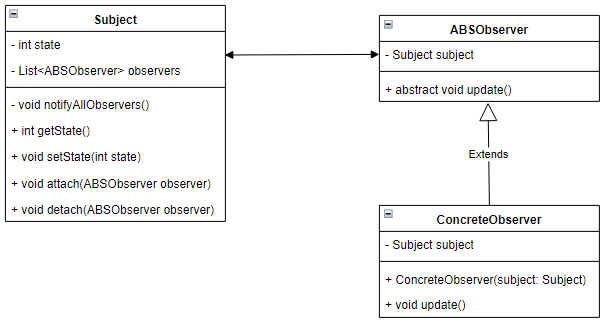 Subject
- int state
- List<ABSObserver> observers
- void notifyAllObservers()
+ int getState()
+ void setState(int state)
+ void attach(ABSObserver observer)
+ void detach(ABSObserver observer)
ABSObserver
- Subject subject
+ abstract void update()
Extends
ConcreteObserver
- Subject subject
+ ConcreteObserver(subject: Subject)
+ void update()